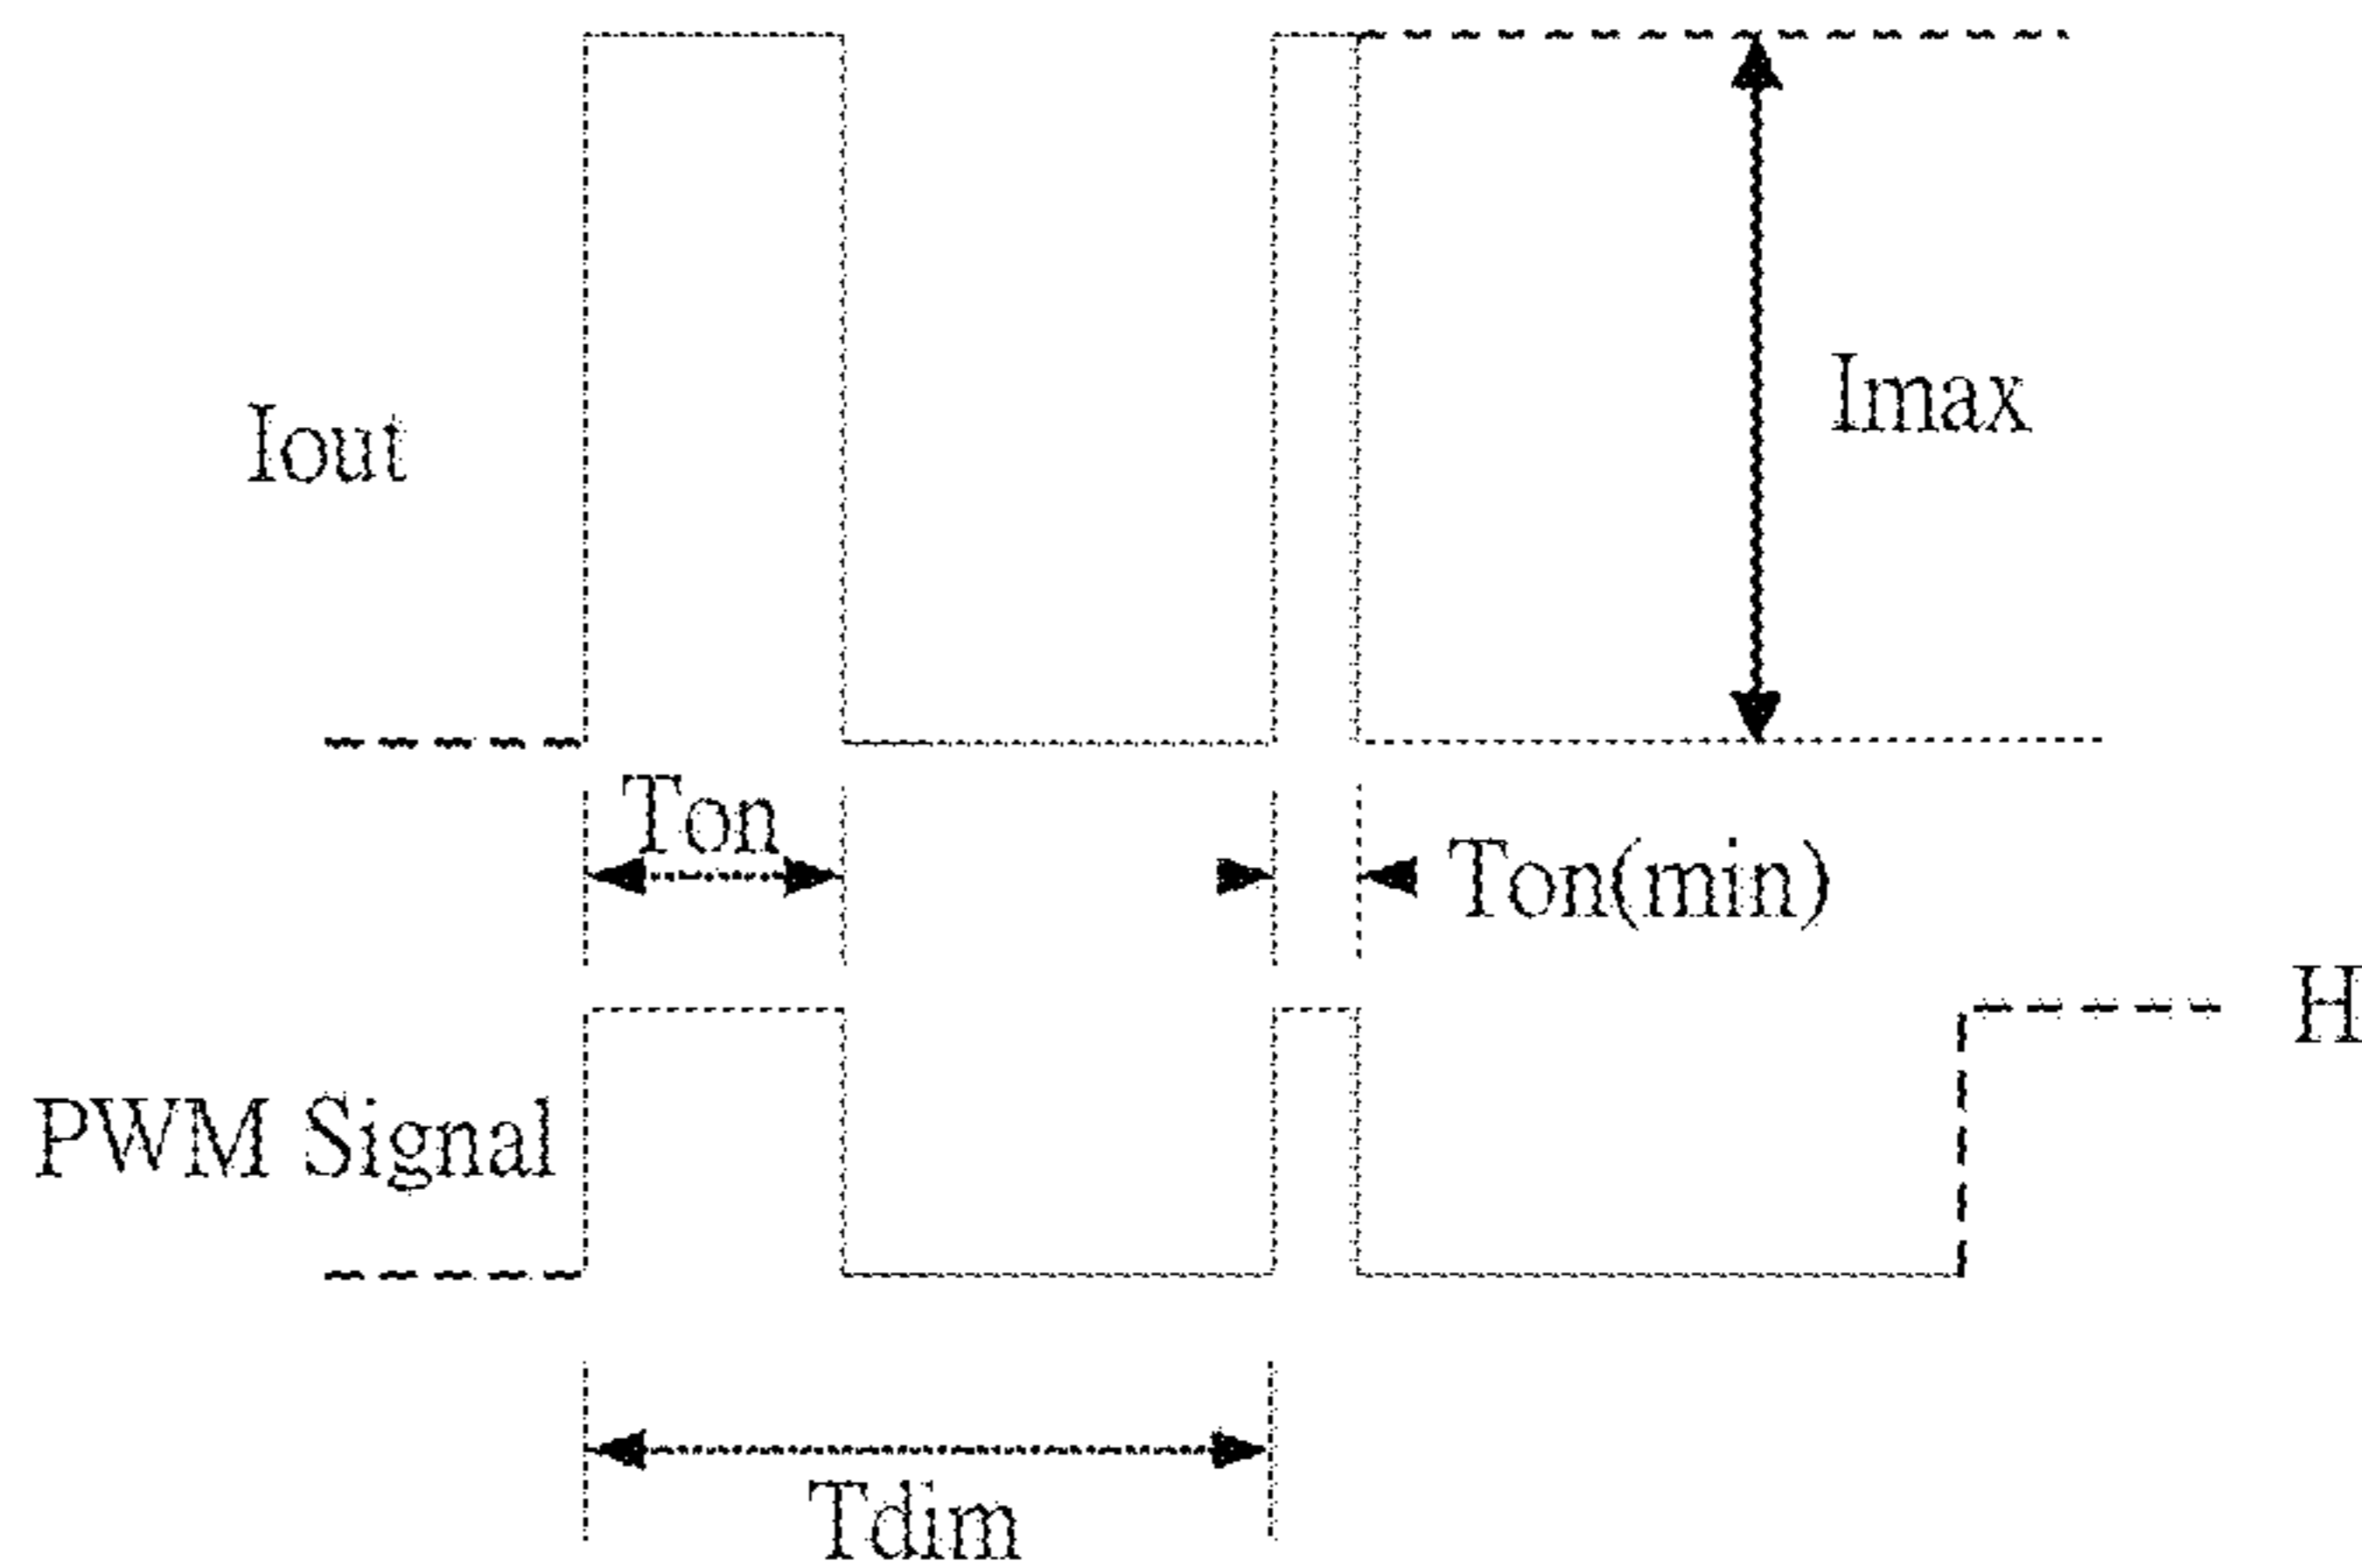 Iout
Imax
Ton
Ton(min)
H
PWM Signal
Tdim